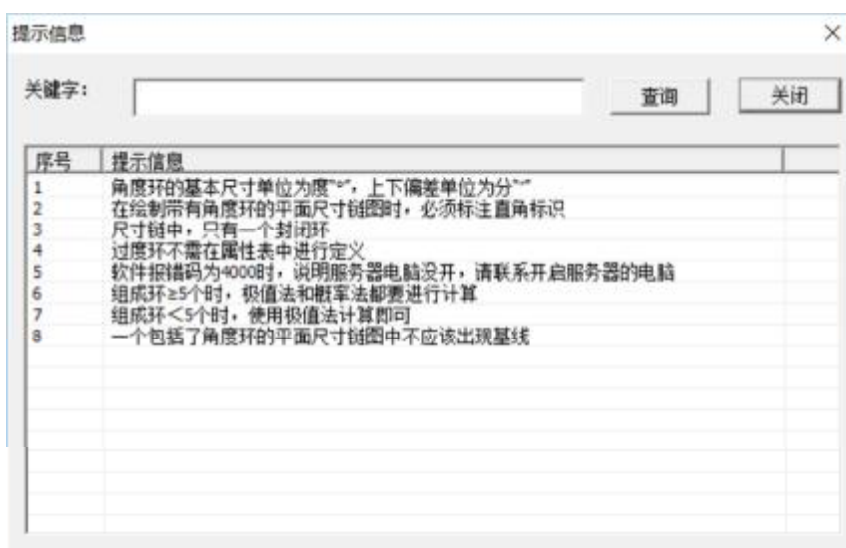 提示信息
关键字： 查询 关闭
序号 提示信息
1 角度环的基本尺寸单位为度"°"，上下偏差单位为分"′"
2 在绘制带有角度环的平面尺寸链图时，必须标注直角标识
3 尺寸链中，只有一个封闭环
4 过度环不需在属性表中进行定义
5 软件报错码为4000时，说明服务器电脑没开，请联系开启服务器的电脑
6 组成环≥5个时，极值法和概率法都要进行计算
7 组成环＜5个时，使用极值法计算即可
8 一个包括了角度环的平面尺寸链图中不应该出现基线